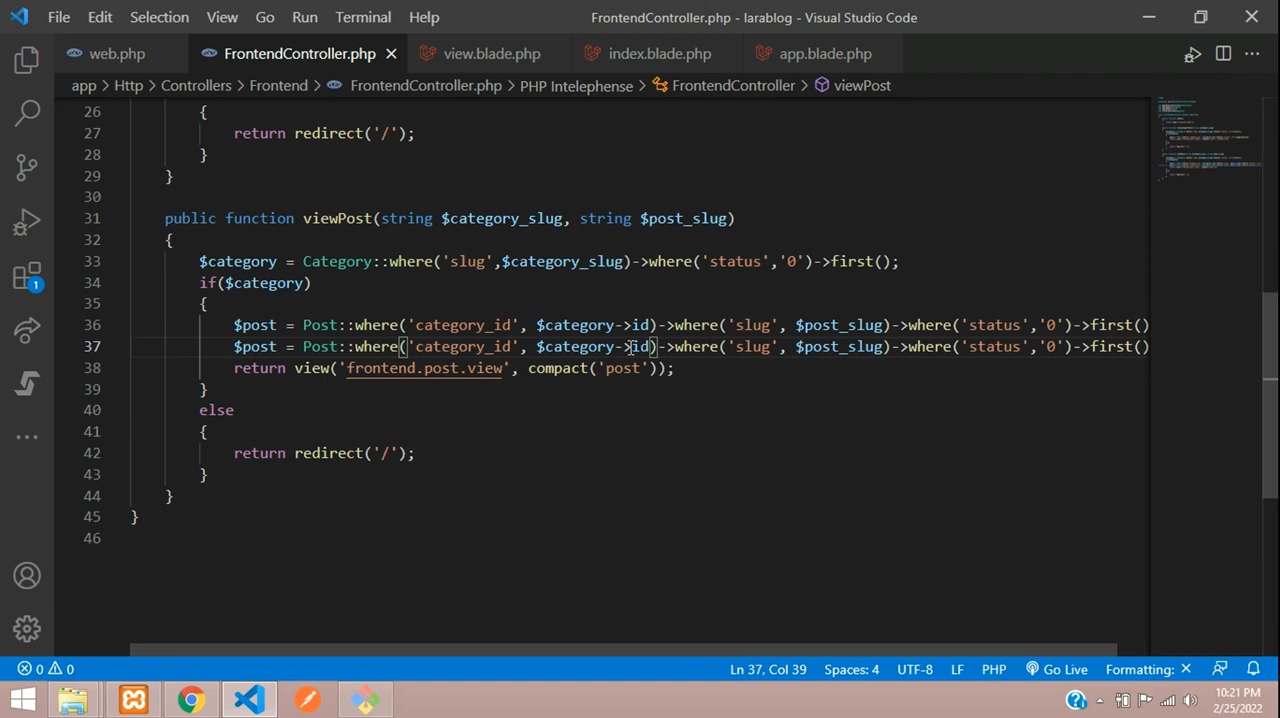 File Edit Selection View Go Run Terminal Help FrontendController.php - larablog - Visual Studio Code
web.php FrontendController.php view.blade.php index.blade.php app.blade.php
app > Http > Controllers > Frontend > FrontendController.php > PHP Intelephense > FrontendController > viewPost
26 {
27 return redirect('/');
28 }
29 }
30
31 public function viewPost(string $category_slug, string $post_slug)
32 {
33 $category = Category::where('slug',$category_slug)->where('status','0')->first();
34 if($category)
35 {
36 $post = Post::where('category_id', $category->id)->where('slug', $post_slug)->where('status','0')->first()
37 $post = Post::where('category_id', $category->id)->where('slug', $post_slug)->where('status','0')->first()
38 return view('frontend.post.view', compact('post'));
39 }
40 else
41 {
42 return redirect('/');
43 }
44 }
45 }
46
1
0 0 Ln 37, Col 39 Spaces: 4 UTF-8 LF PHP Go Live Formatting: ✕
10:21 PM
2/25/2022